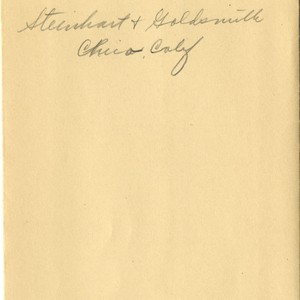 Steinhart & Goldsmith
Chico, Calif